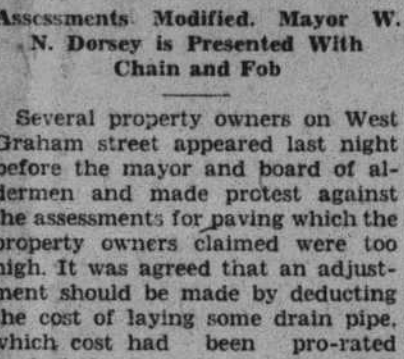 Assessments Modified. Mayor W.
N. Dorsey is Presented With
Chain and Fob
Several property owners on West
Graham street appeared last night
before the mayor and board of al-
dermen and made protest against
the assessments for paving which the
property owners claimed were too
high. It was agreed that an adjust-
ment should be made by deducting
the cost of laying some drain pipe,
which cost had been pro-rated